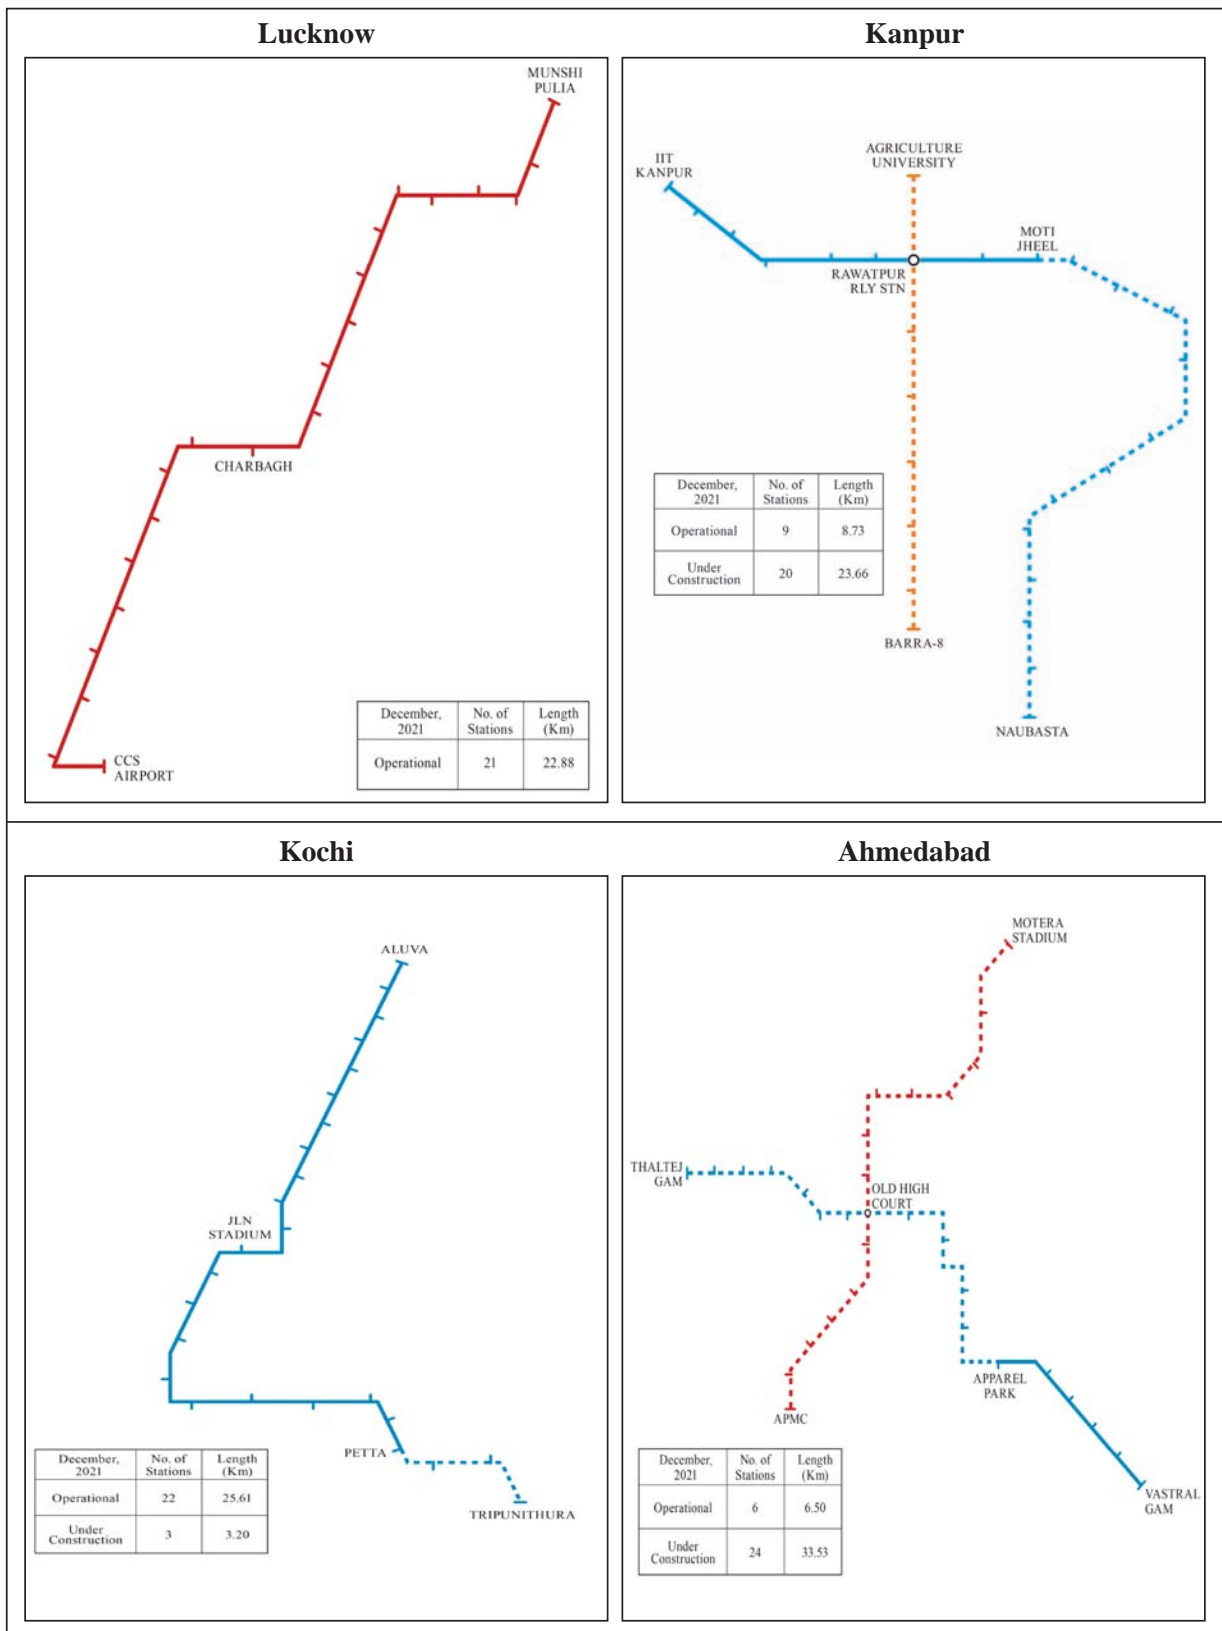 Lucknow
MUNSHI
PULIA
CHARBAGH
CCS
AIRPORT
December,
2021
No. of
Stations
Length
(Km)
Operational
21
22.88
Kanpur
IIT
KANPUR
AGRICULTURE
UNIVERSITY
MOTI
JHEEL
RAWATPUR
RLY STN
BARRA-8
NAUBASTA
December,
2021
No. of
Stations
Length
(Km)
Operational
9
8.73
Under
Construction
20
23.66
Kochi
ALUVA
JLN
STADIUM
PETTA
TRIPUNITHURA
December,
2021
No. of
Stations
Length
(Km)
Operational
22
25.61
Under
Construction
3
3.20
Ahmedabad
MOTERA
STADIUM
THALTEJ
GAM
OLD HIGH
COURT
APPAREL
PARK
APMC
VASTRAL
GAM
December,
2021
No. of
Stations
Length
(Km)
Operational
6
6.50
Under
Construction
24
33.53